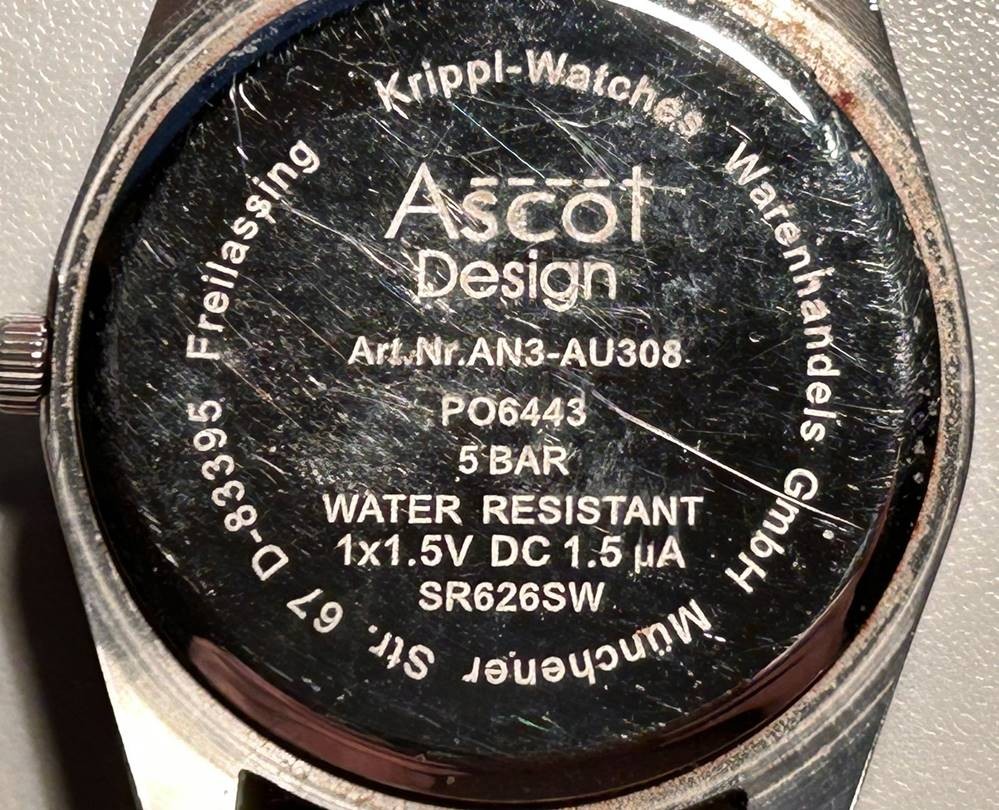 Krippl-Watches Warenhandels GmbH Münchener Str. 67 D-83395 Freilassing
Ascot
Design
Art.Nr.AN3-AU308
PO6443
5 BAR
WATER RESISTANT
1x1.5V DC 1.5 µA
SR626SW